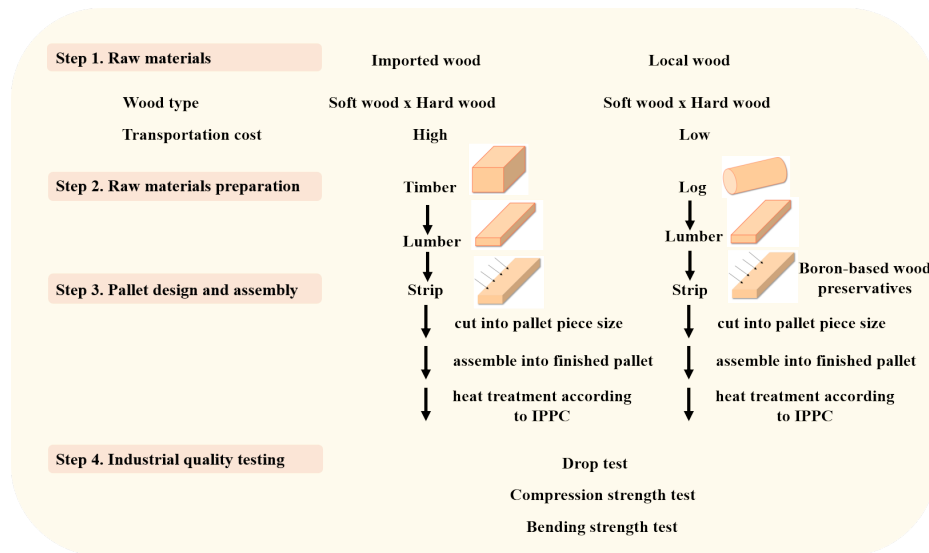 Step 1. Raw materials
Imported wood
Local wood
Wood type
Soft wood x Hard wood
Soft wood x Hard wood
Transportation cost
High
Low
Step 2. Raw materials preparation
Timber
Log
Lumber
Lumber
Step 3. Pallet design and assembly
Strip
Strip
Boron-based wood
preservatives
cut into pallet piece size
cut into pallet piece size
assemble into finished pallet
assemble into finished pallet
heat treatment according
to IPPC
heat treatment according
to IPPC
Step 4. Industrial quality testing
Drop test
Compression strength test
Bending strength test